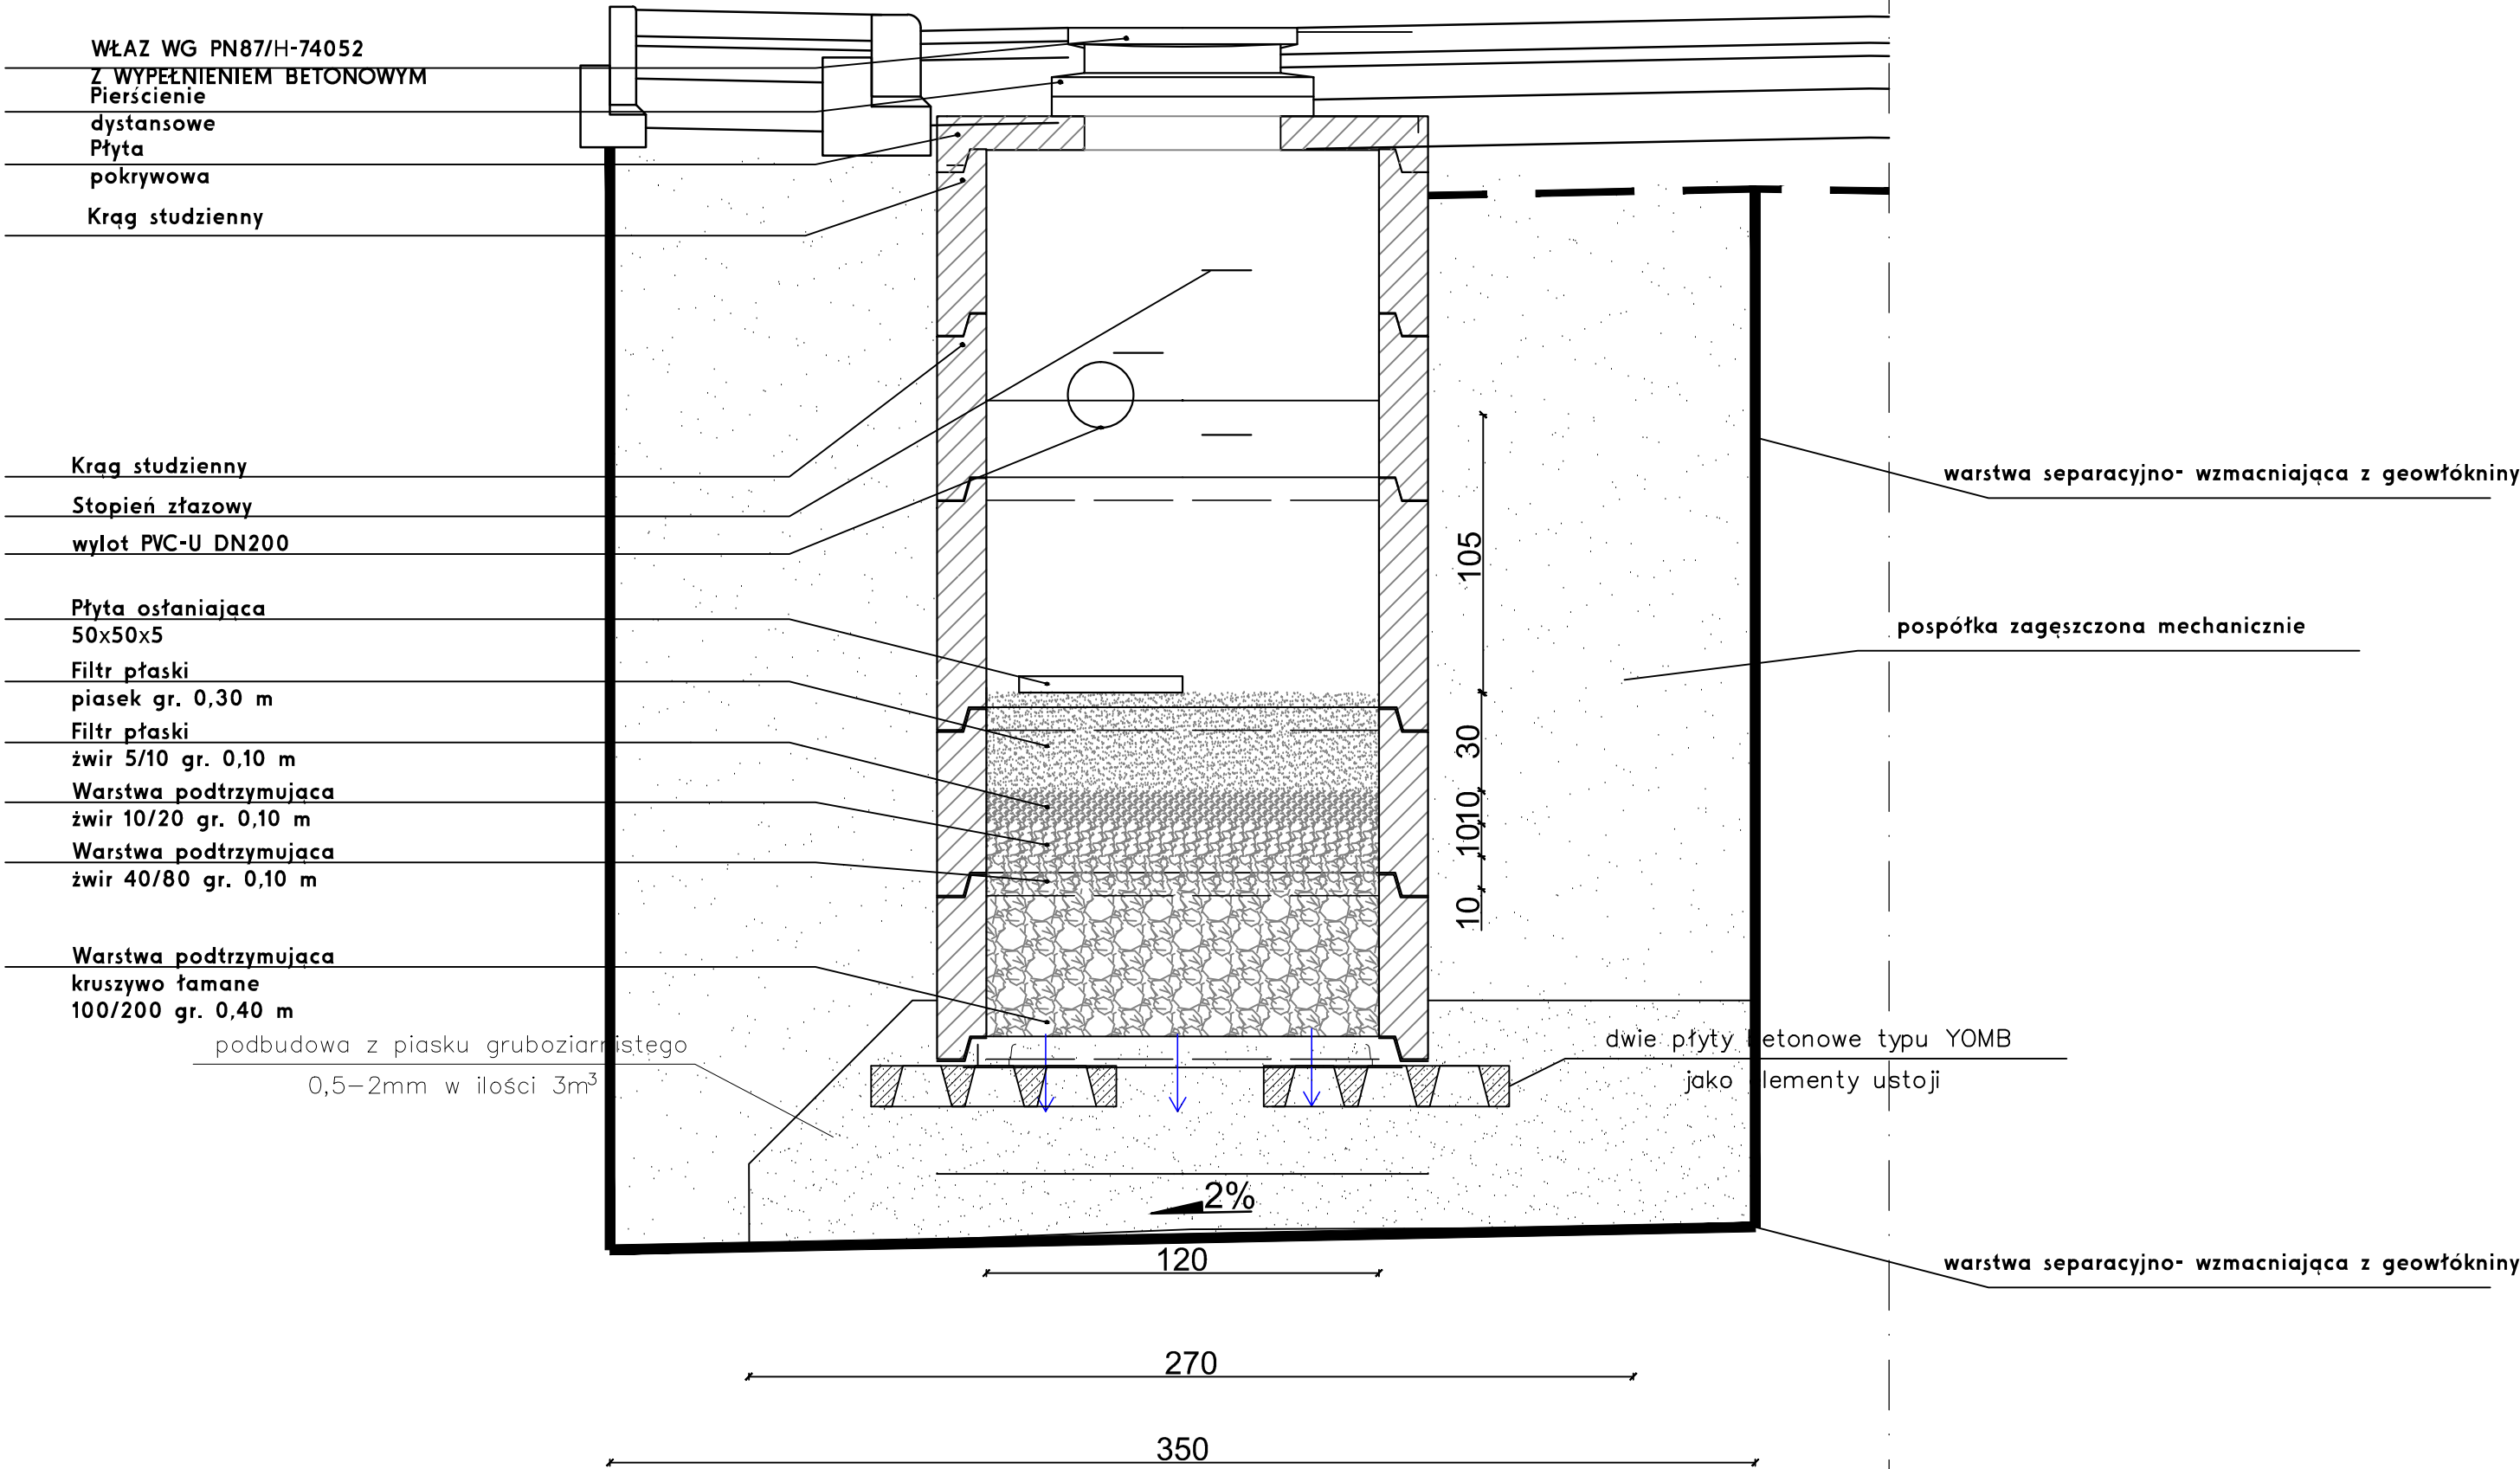 WŁAZ WG PN87/H-74052
Z WYPEŁNIENIEM BETONOWYM
Pierścienie
dystansowe
Płyta
pokrywowa
Krąg studzienny
Krąg studzienny
Stopień złazowy
wylot PVC-U DN200
Płyta osłaniająca
50x50x5
Filtr płaski
piasek gr. 0,30 m
Filtr płaski
żwir 5/10 gr. 0,10 m
Warstwa podtrzymująca
żwir 10/20 gr. 0,10 m
Warstwa podtrzymująca
żwir 40/80 gr. 0,10 m
Warstwa podtrzymująca
kruszywo łamane
100/200 gr. 0,40 m
podbudowa z piasku gruboziarnistego
0,5-2mm w ilości 3m³
105
30
10
10
10
warstwa separacyjno- wzmacniająca z geowłókniny
pospółka zagęszczona mechanicznie
dwie płyty betonowe typu YOMB
jako elementy ustoji
warstwa separacyjno- wzmacniająca z geowłókniny
2%
120
270
350